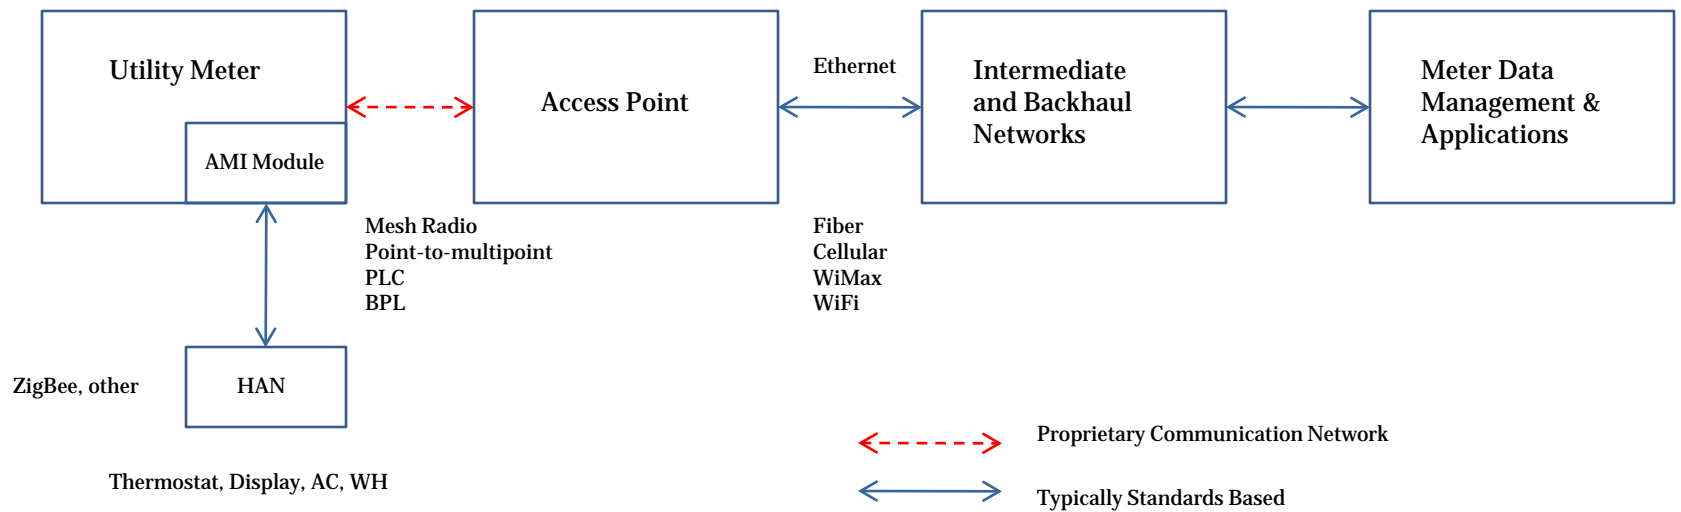 Utility Meter
AMI Module
Access Point
Ethernet
Intermediate
and Backhaul
Networks
Meter Data
Management &
Applications
Mesh Radio
Point-to-multipoint
PLC
BPL
Fiber
Cellular
WiMax
WiFi
ZigBee, other
HAN
Thermostat, Display, AC, WH
Proprietary Communication Network
Typically Standards Based